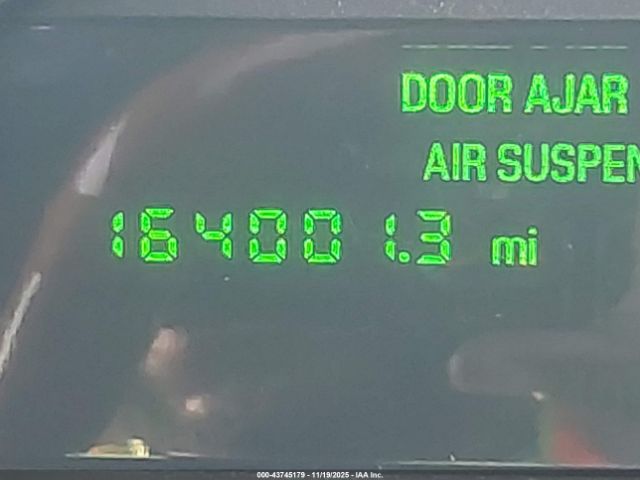 DOOR AJAR
AIR SUSPEN
164001.3 mi
000-43745179 - 11/19/2025 - IAA Inc.